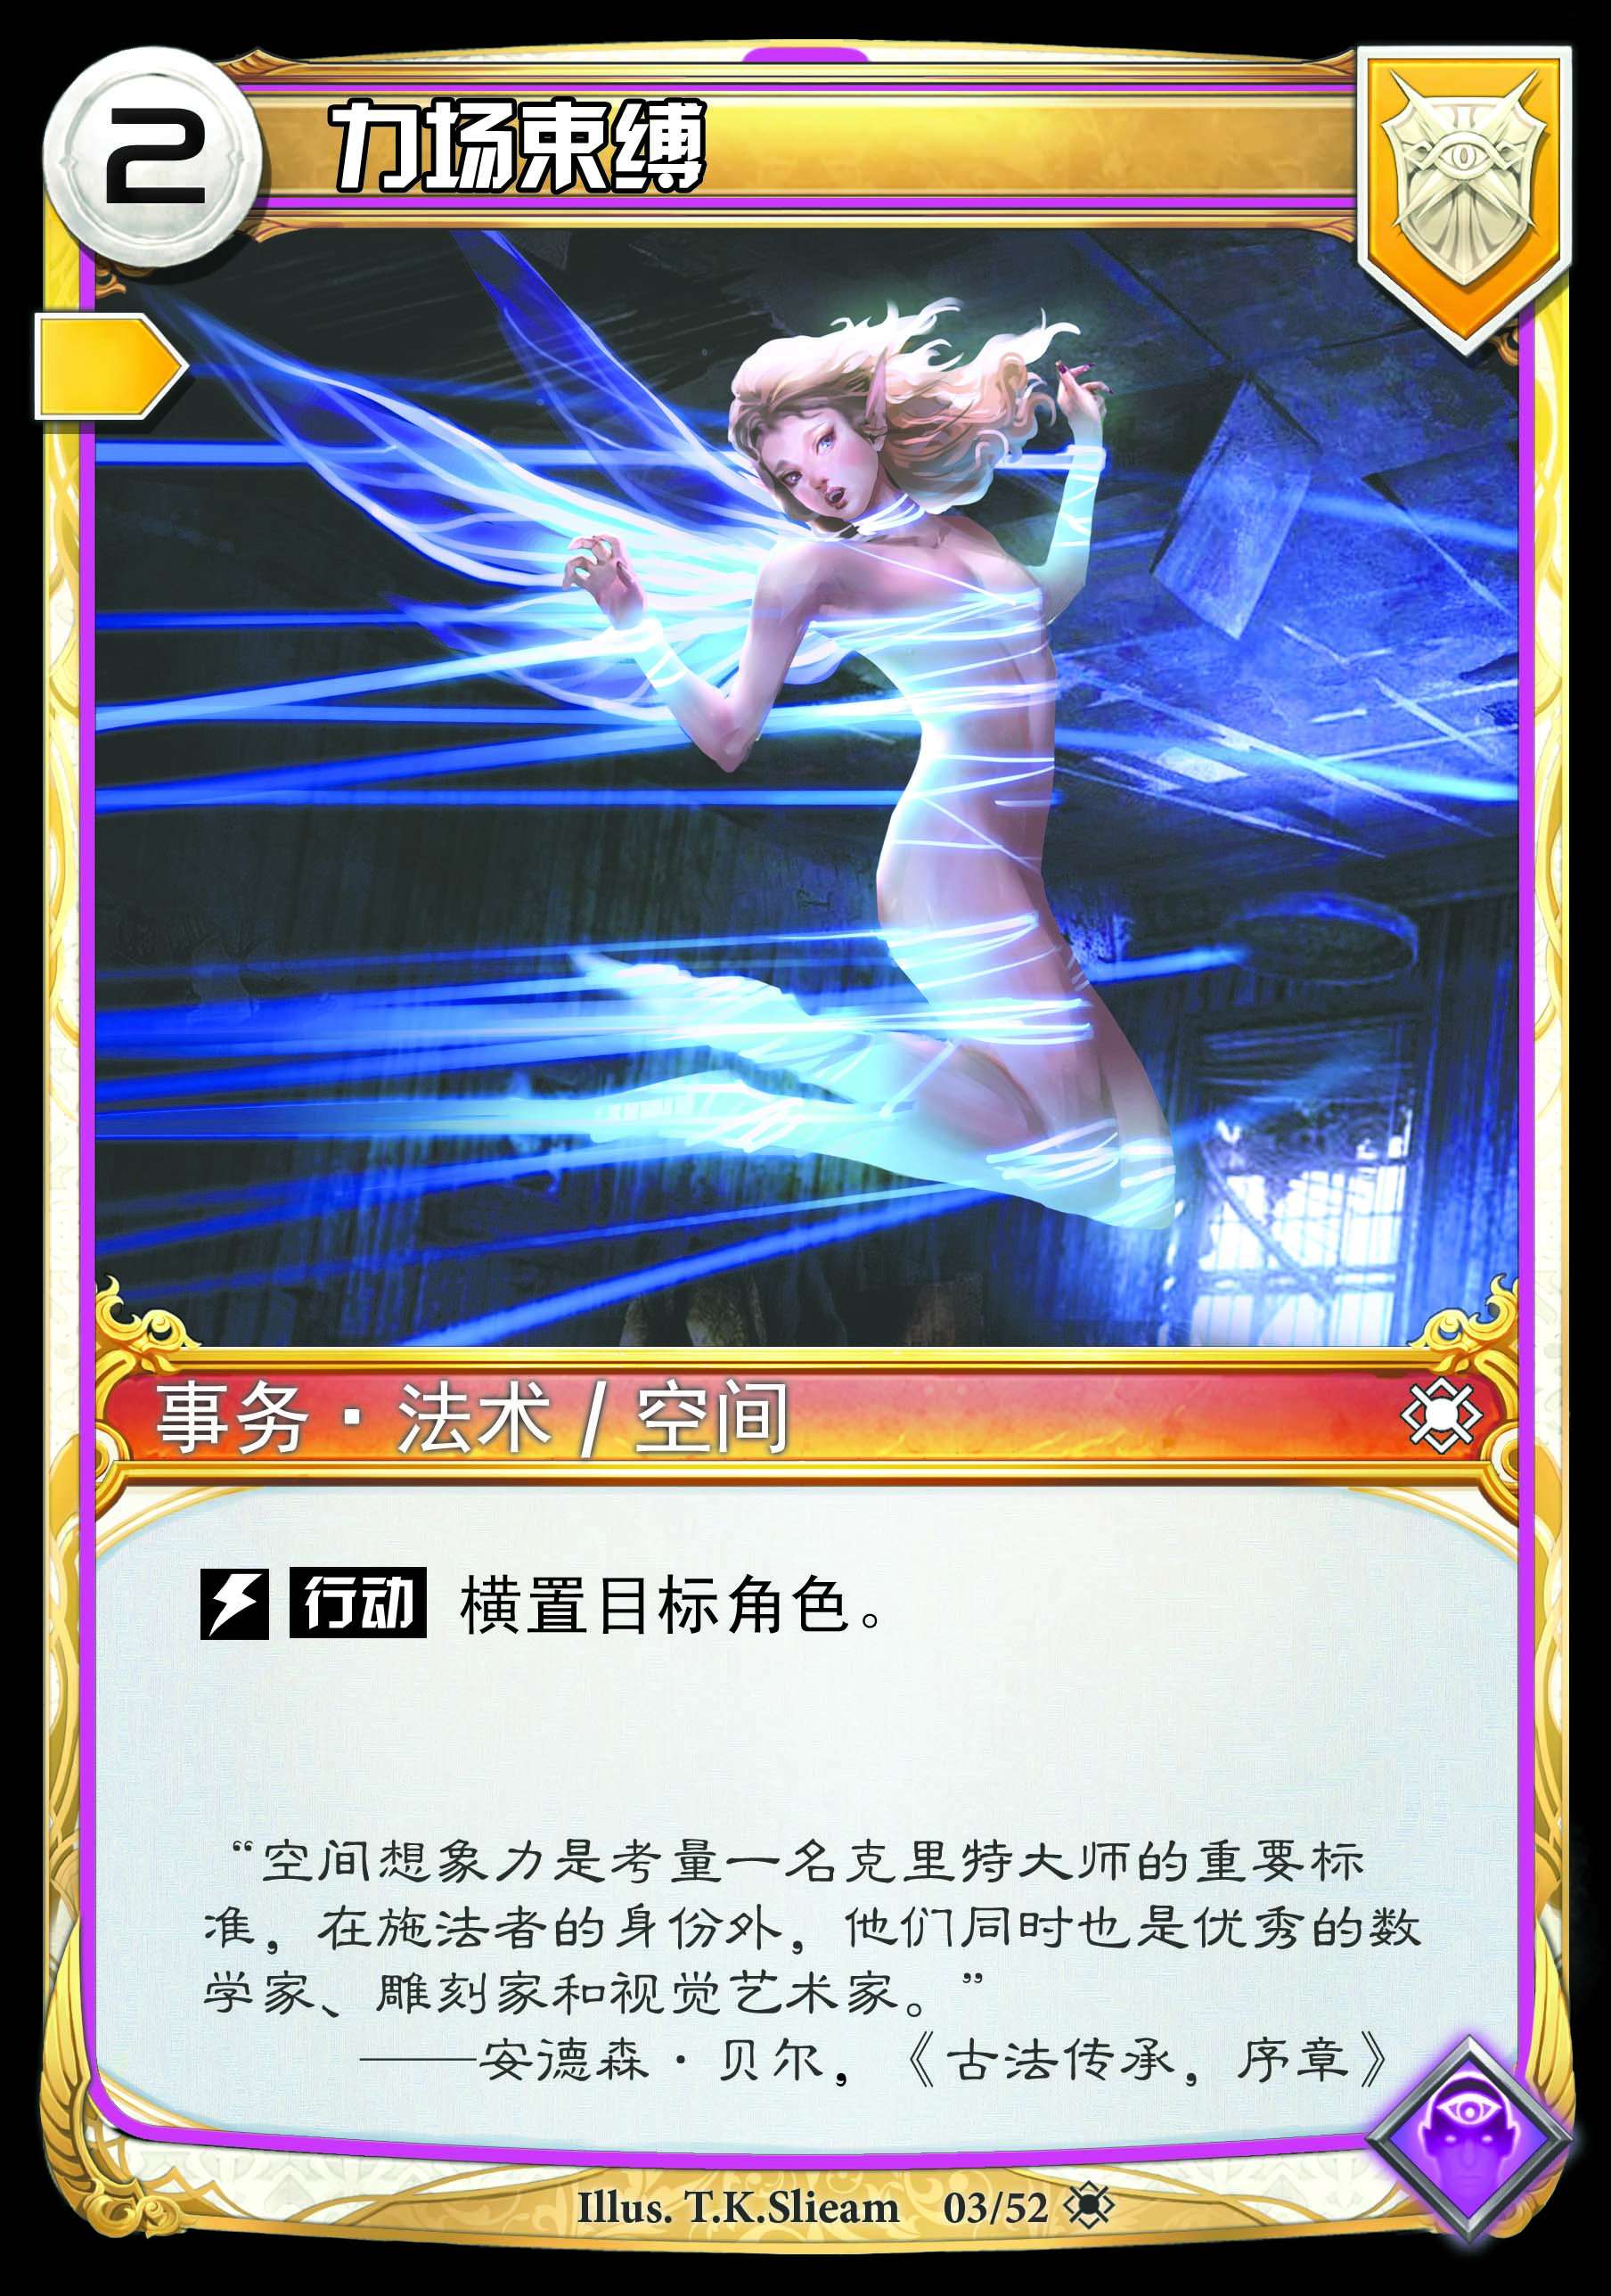 2
力场束缚
事务·法术/空间
行动 横置目标角色。
“空间想象力是考量一名克里特大师的重要标
准，在施法者的身份外，他们同时也是优秀的数
学家、雕刻家和视觉艺术家。”
——安德森·贝尔，《古法传承，序章》
Illus. T.K.Slieam 03/52